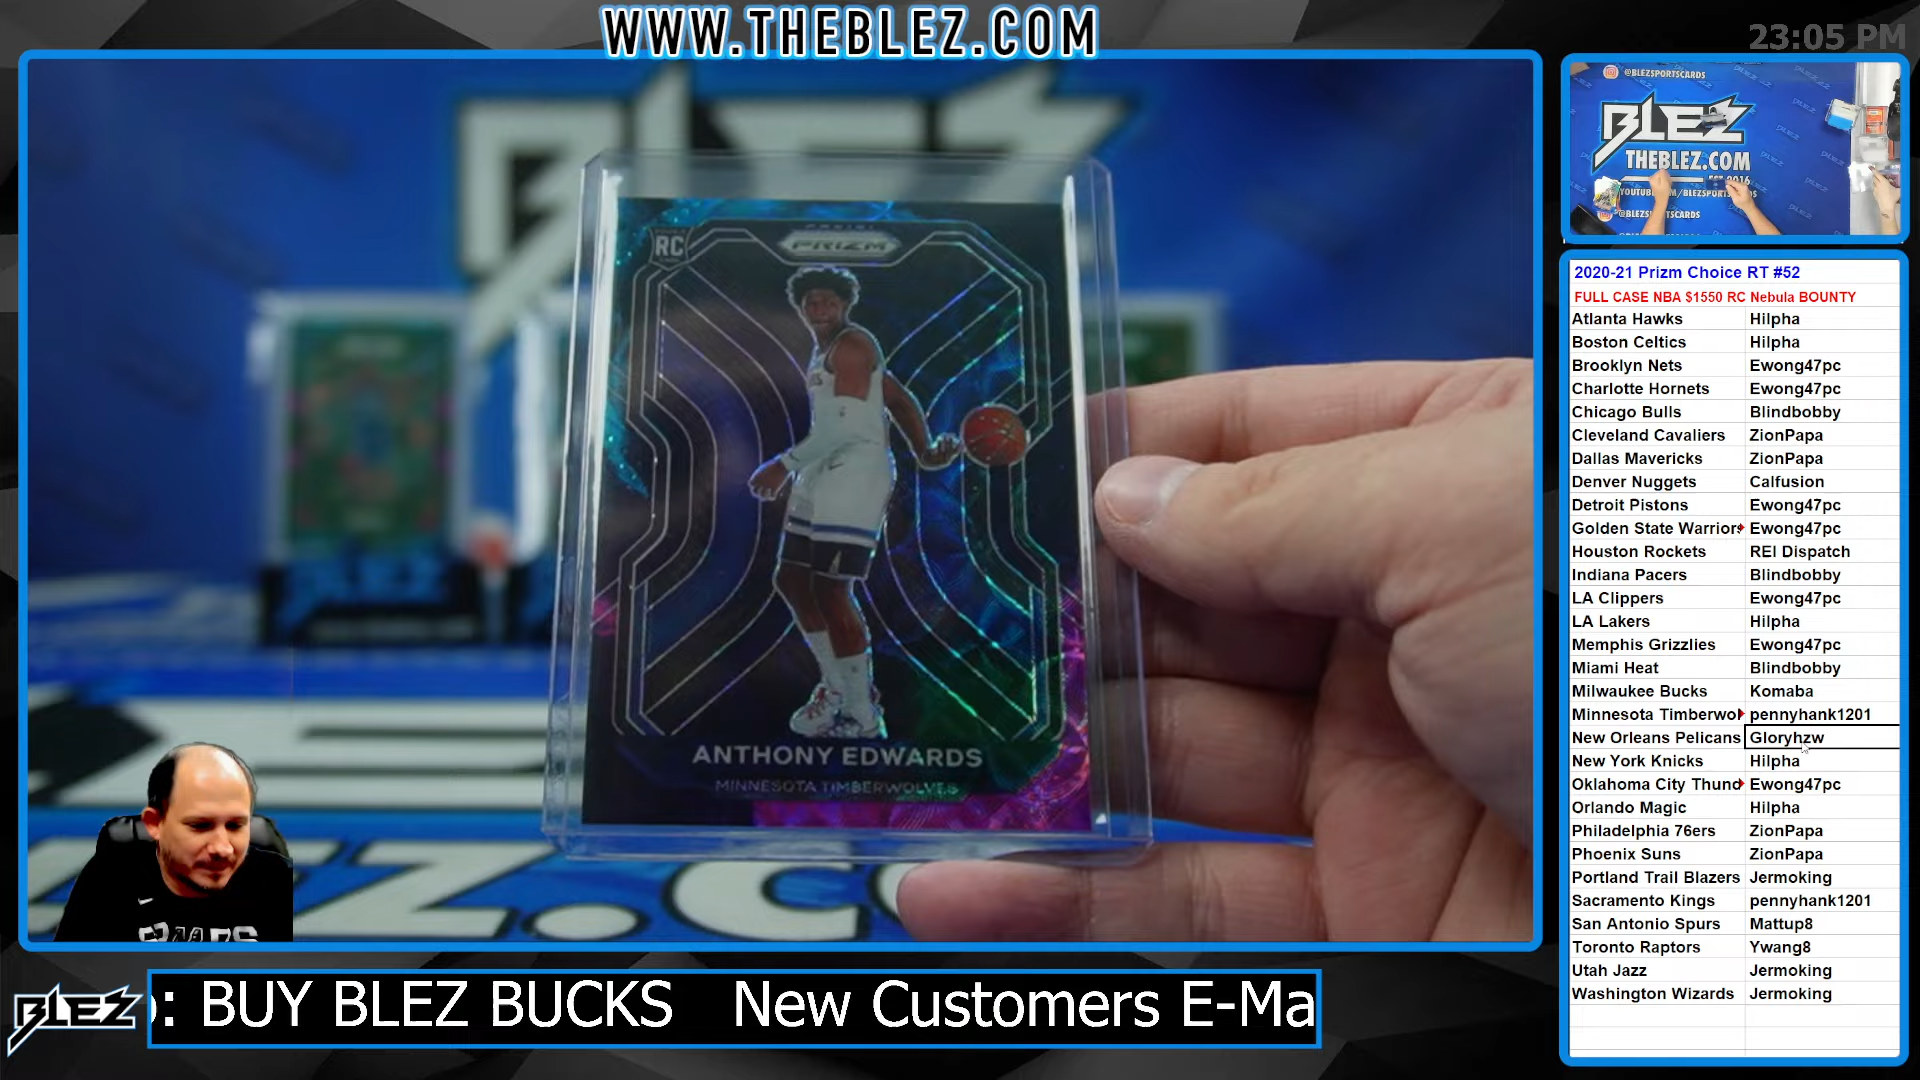 WWW.THEBLEZ.COM
23:05 PM
RC
PANINI
PRIZM
ANTHONY EDWARDS
MINNESOTA TIMBERWOLVES
@BLEZSPORTSCARDS
BLEZ
THEBLEZ.COM
2020-21 Prizm Choice RT #52
FULL CASE NBA $1550 RC Nebula BOUNTY
Atlanta Hawks Hilpha
Boston Celtics Hilpha
Brooklyn Nets Ewong47pc
Charlotte Hornets Ewong47pc
Chicago Bulls Blindbobby
Cleveland Cavaliers ZionPapa
Dallas Mavericks ZionPapa
Denver Nuggets Calfusion
Detroit Pistons Ewong47pc
Golden State Warriors Ewong47pc
Houston Rockets REI Dispatch
Indiana Pacers Blindbobby
LA Clippers Ewong47pc
LA Lakers Hilpha
Memphis Grizzlies Ewong47pc
Miami Heat Blindbobby
Milwaukee Bucks Komaba
Minnesota Timberwol pennyhank1201
New Orleans Pelicans Gloryhzw
New York Knicks Hilpha
Oklahoma City Thund Ewong47pc
Orlando Magic Hilpha
Philadelphia 76ers ZionPapa
Phoenix Suns ZionPapa
Portland Trail Blazers Jermoking
Sacramento Kings pennyhank1201
San Antonio Spurs Mattup8
Toronto Raptors Ywang8
Utah Jazz Jermoking
Washington Wizards Jermoking
BLEZ
: BUY BLEZ BUCKS New Customers E-Ma